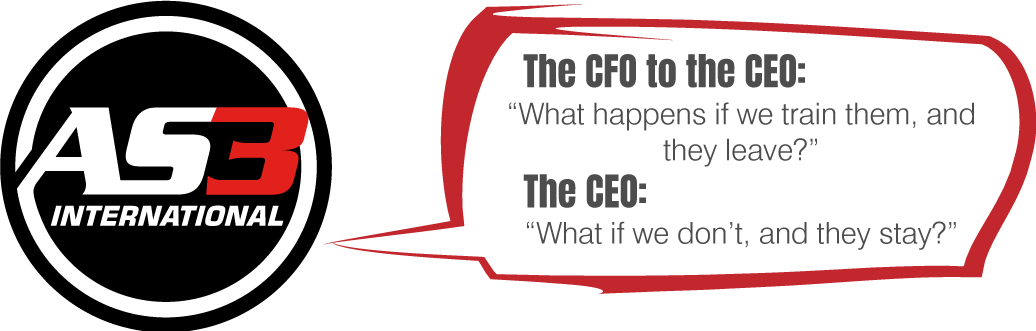 AS3
INTERNATIONAL
The CFO to the CEO:
“What happens if we train them, and
they leave?”
The CEO:
“What if we don’t, and they stay?”